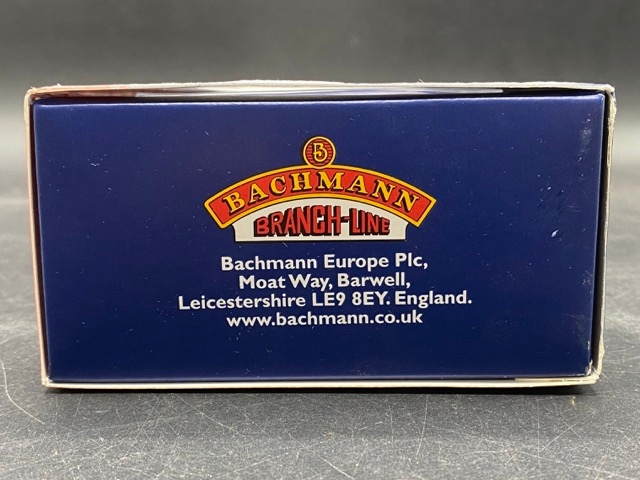 B
BACHMANN
BRANCH-LINE
Bachmann Europe Plc,
Moat Way, Barwell,
Leicestershire LE9 8EY. England.
www.bachmann.co.uk